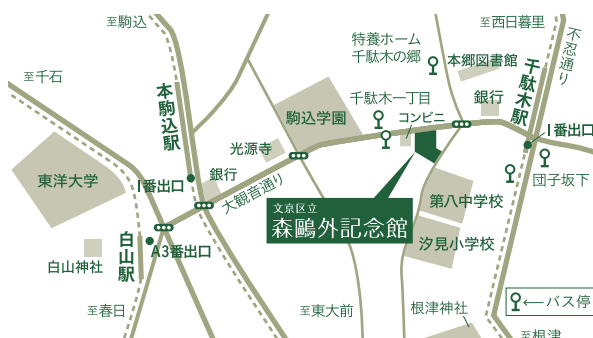 至駒込
至西日暮里
不忍通り
特養ホーム
千駄木の郷
本郷図書館
至千石
千駄木駅
本駒込駅
千駄木一丁目
銀行
駒込学園
コンビニ
1番出口
光源寺
団子坂下
東洋大学
1番出口
銀行
大観音通り
第八中学校
文京区立
森鷗外記念館
白山駅
A3番出口
汐見小学校
白山神社
バス停
至春日
至東大前
根津神社
至根津